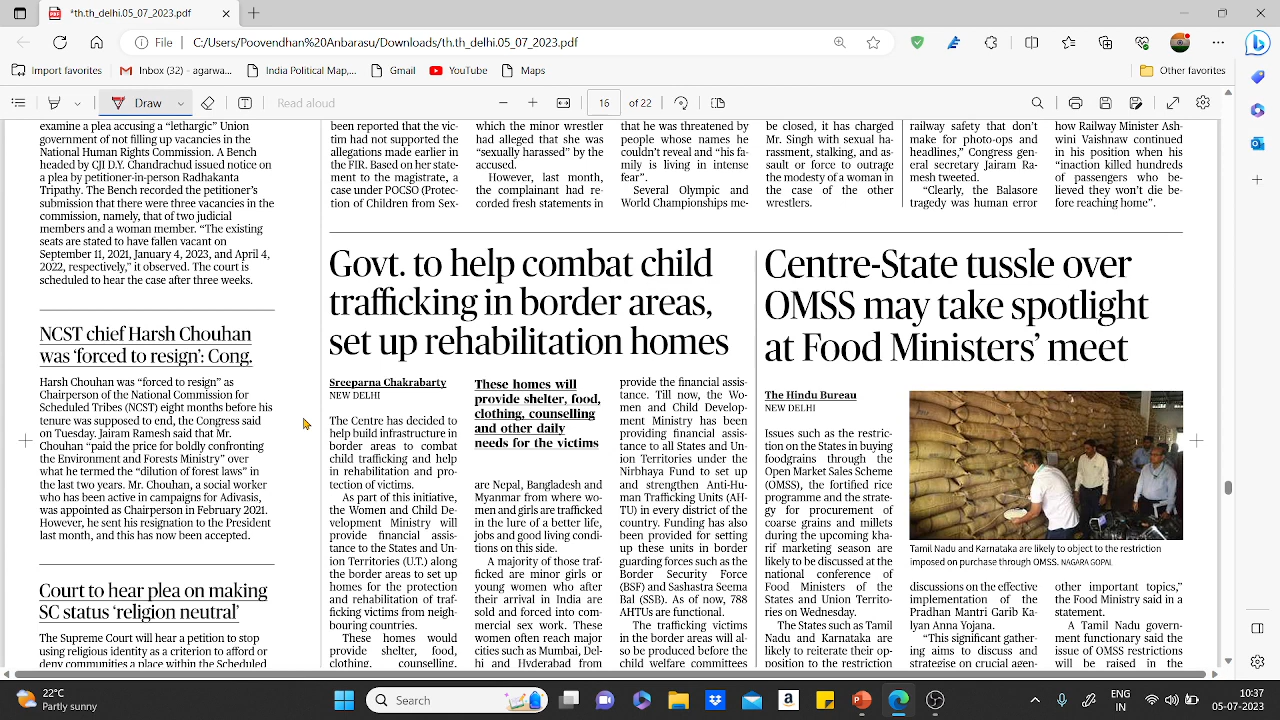 *th.th_delhi.05_07_2023.pdf
File
C:/Users/Poovendhan%20Anbarasu/Downloads/th.th_delhi.05_07_2023.pdf
Import favorites
Inbox (32) - agarwa...
India Political Map,...
Gmail
YouTube
Maps
Other favorites
Draw
Read aloud
16
of 22
examine a plea accusing a “lethargic” Union
government of not filling up vacancies in the
National Human Rights Commission. A Bench
headed by CJI D.Y. Chandrachud issued notice on
a plea by petitioner-in-person Radhakanta
Tripathy. The Bench recorded the petitioner’s
submission that there were three vacancies in the
commission, namely, that of two judicial
members and a woman member. “The existing
seats are stated to have fallen vacant on
September 11, 2021, January 4, 2023, and April 4,
2022, respectively,” it observed. The court is
scheduled to hear the case after three weeks.
NCST chief Harsh Chouhan
was ‘forced to resign’: Cong.
Harsh Chouhan was “forced to resign” as
Chairperson of the National Commission for
Scheduled Tribes (NCST) eight months before his
tenure was supposed to end, the Congress said
on Tuesday. Jairam Ramesh said that Mr.
Chouhan “paid the price for boldly confronting
the Environment and Forests Ministry” over
what he termed the “dilution of forest laws” in
the last two years. Mr. Chouhan, a social worker
who has been active in campaigns for Adivasis,
was appointed as Chairperson in February 2021.
However, he sent his resignation to the President
last month, and this has now been accepted.
Court to hear plea on making
SC status ‘religion neutral’
The Supreme Court will hear a petition to stop
using religious identity as a criterion to afford or
deny communities a place within the Scheduled
been reported that the vic-
tim had not supported the
allegations made earlier in
the FIR. Based on her state-
ment to the magistrate, a
case under POCSO (Protec-
tion of Children from Sex-
which the minor wrestler
had alleged that she was
“sexually harassed” by the
accused.
However, last month,
the complainant had re-
corded fresh statements in
that he was threatened by
people whose names he
couldn’t reveal and “his fa-
mily is living in intense
fear”.
Several Olympic and
World Championships me-
be closed, it has charged
Mr. Singh with sexual ha-
rassment, stalking, and as-
sault or force to outrage
the modesty of a woman in
the case of the other
wrestlers.
railway safety that don’t
make for photo-ops and
headlines,” Congress gen-
eral secretary Jairam Ra-
mesh tweeted.
“Clearly, the Balasore
tragedy was human error
how Railway Minister Ash-
wini Vaishnaw continued
in his position when his
“inaction killed hundreds
of passengers who be-
lieved they won’t die be-
fore reaching home”.
Govt. to help combat child
trafficking in border areas,
set up rehabilitation homes
Sreeparna Chakrabarty
NEW DELHI
The Centre has decided to
help build infrastructure in
border areas to combat
child trafficking and help
in rehabilitation and pro-
tection of victims.
As part of this initiative,
the Women and Child De-
velopment Ministry will
provide financial assis-
tance to the States and Un-
ion Territories (U.T.) along
the border areas to set up
homes for the protection
and rehabilitation of traf-
ficking victims from neigh-
bouring countries.
These homes would
provide shelter, food,
clothing, counselling,
These homes will
provide shelter, food,
clothing, counselling
and other daily
needs for the victims
are Nepal, Bangladesh and
Myanmar from where wo-
men and girls are trafficked
in the lure of a better life,
jobs and good living condi-
tions on this side.
A majority of those traf-
ficked are minor girls or
young women who after
their arrival in India are
sold and forced into com-
mercial sex work. These
women often reach major
cities such as Mumbai, Del-
hi and Hyderabad from
provide the financial assis-
tance. Till now, the Wo-
men and Child Develop-
ment Ministry has been
providing financial assis-
tance to all States and Un-
ion Territories under the
Nirbhaya Fund to set up
and strengthen Anti-Hu-
man Trafficking Units (AH-
TU) in every district of the
country. Funding has also
been provided for setting
up these units in border
guarding forces such as the
Border Security Force
(BSF) and Sashastra Seema
Bal (SSB). As of now, 788
AHTUs are functional.
The trafficking victims
in the border areas will al-
so be produced before the
child welfare committees
Centre-State tussle over
OMSS may take spotlight
at Food Ministers’ meet
The Hindu Bureau
NEW DELHI
Issues such as the restric-
tion on the States in buying
foodgrains through the
Open Market Sales Scheme
(OMSS), the fortified rice
programme and the strate-
gy for procurement of
coarse grains and millets
during the upcoming kha-
rif marketing season are
likely to be discussed at the
national conference of
Food Ministers of the
States and Union Territo-
ries on Wednesday.
The States such as Tamil
Nadu and Karnataka are
likely to reiterate their op-
position to the restriction
Tamil Nadu and Karnataka are likely to object to the restriction
imposed on purchase through OMSS. NAGARA GOPAL
discussions on the effective
implementation of the
Pradhan Mantri Garib Ka-
lyan Anna Yojana.
“This significant gather-
ing aims to discuss and
strategise on crucial agen-
other important topics,”
the Food Ministry said in a
statement.
A Tamil Nadu govern-
ment functionary said the
issue of OMSS restrictions
will be raised in the
22°C
Partly sunny
Search
ENG
IN
10:37
05-07-2023